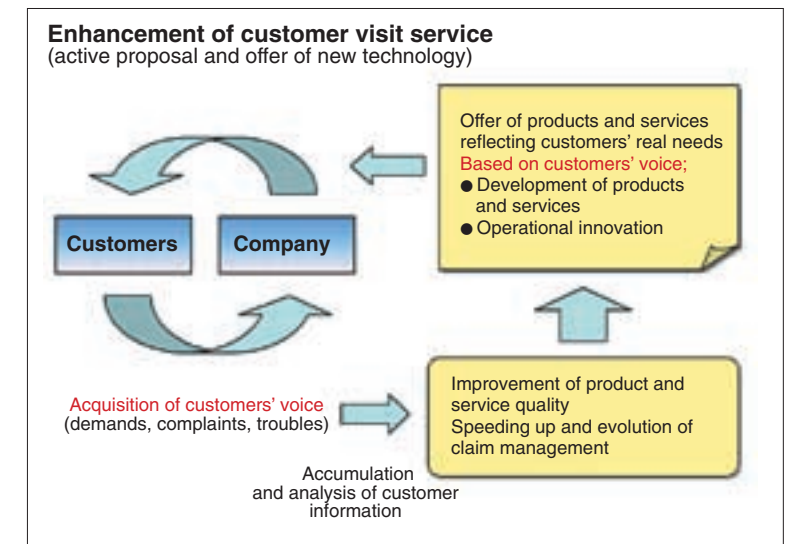 Enhancement of customer visit service
(active proposal and offer of new technology)
Offer of products and services
reflecting customers' real needs
Based on customers' voice;
● Development of products
and services
● Operational innovation
Customers
Company
Acquisition of customers' voice
(demands, complaints, troubles)
Improvement of product and
service quality
Speeding up and evolution of
claim management
Accumulation
and analysis of customer
information